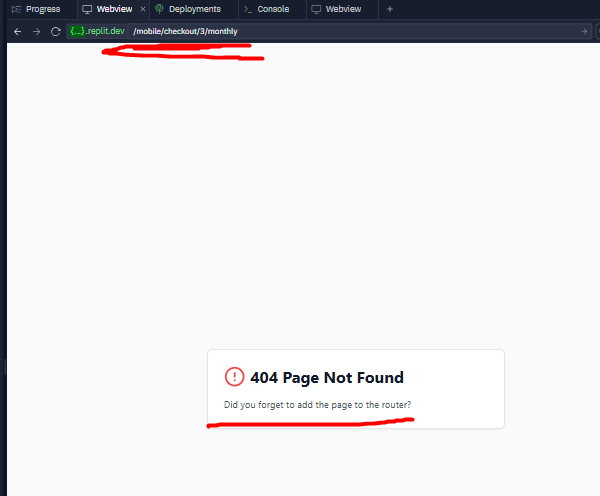 Progress Webview × Deployments >_ Console Webview +
{...}.replit.dev /mobile/checkout/3/monthly
404 Page Not Found
Did you forget to add the page to the router?